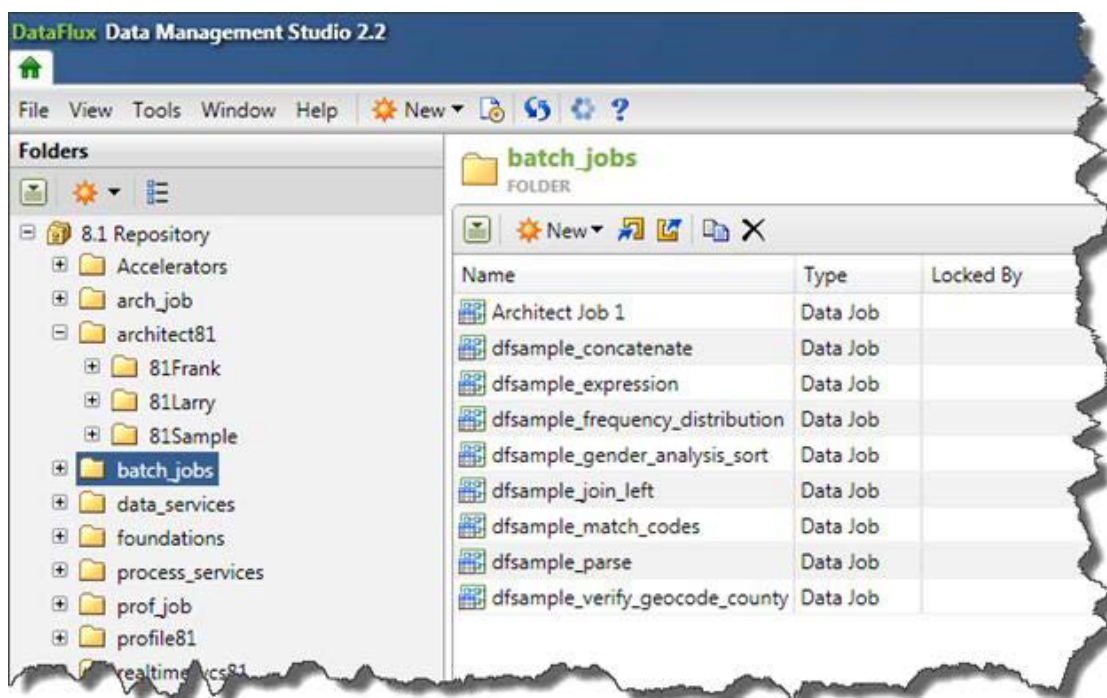 DataFlux Data Management Studio 2.2
File View Tools Window Help New ?
Folders
8.1 Repository
Accelerators
arch_job
architect81
81Frank
81Larry
81Sample
batch_jobs
data_services
foundations
process_services
prof_job
profile81
batch_jobs
FOLDER
New
Name Type Locked By
Architect Job 1 Data Job
dfsample_concatenate Data Job
dfsample_expression Data Job
dfsample_frequency_distribution Data Job
dfsample_gender_analysis_sort Data Job
dfsample_join_left Data Job
dfsample_match_codes Data Job
dfsample_parse Data Job
dfsample_verify_geocode_county Data Job